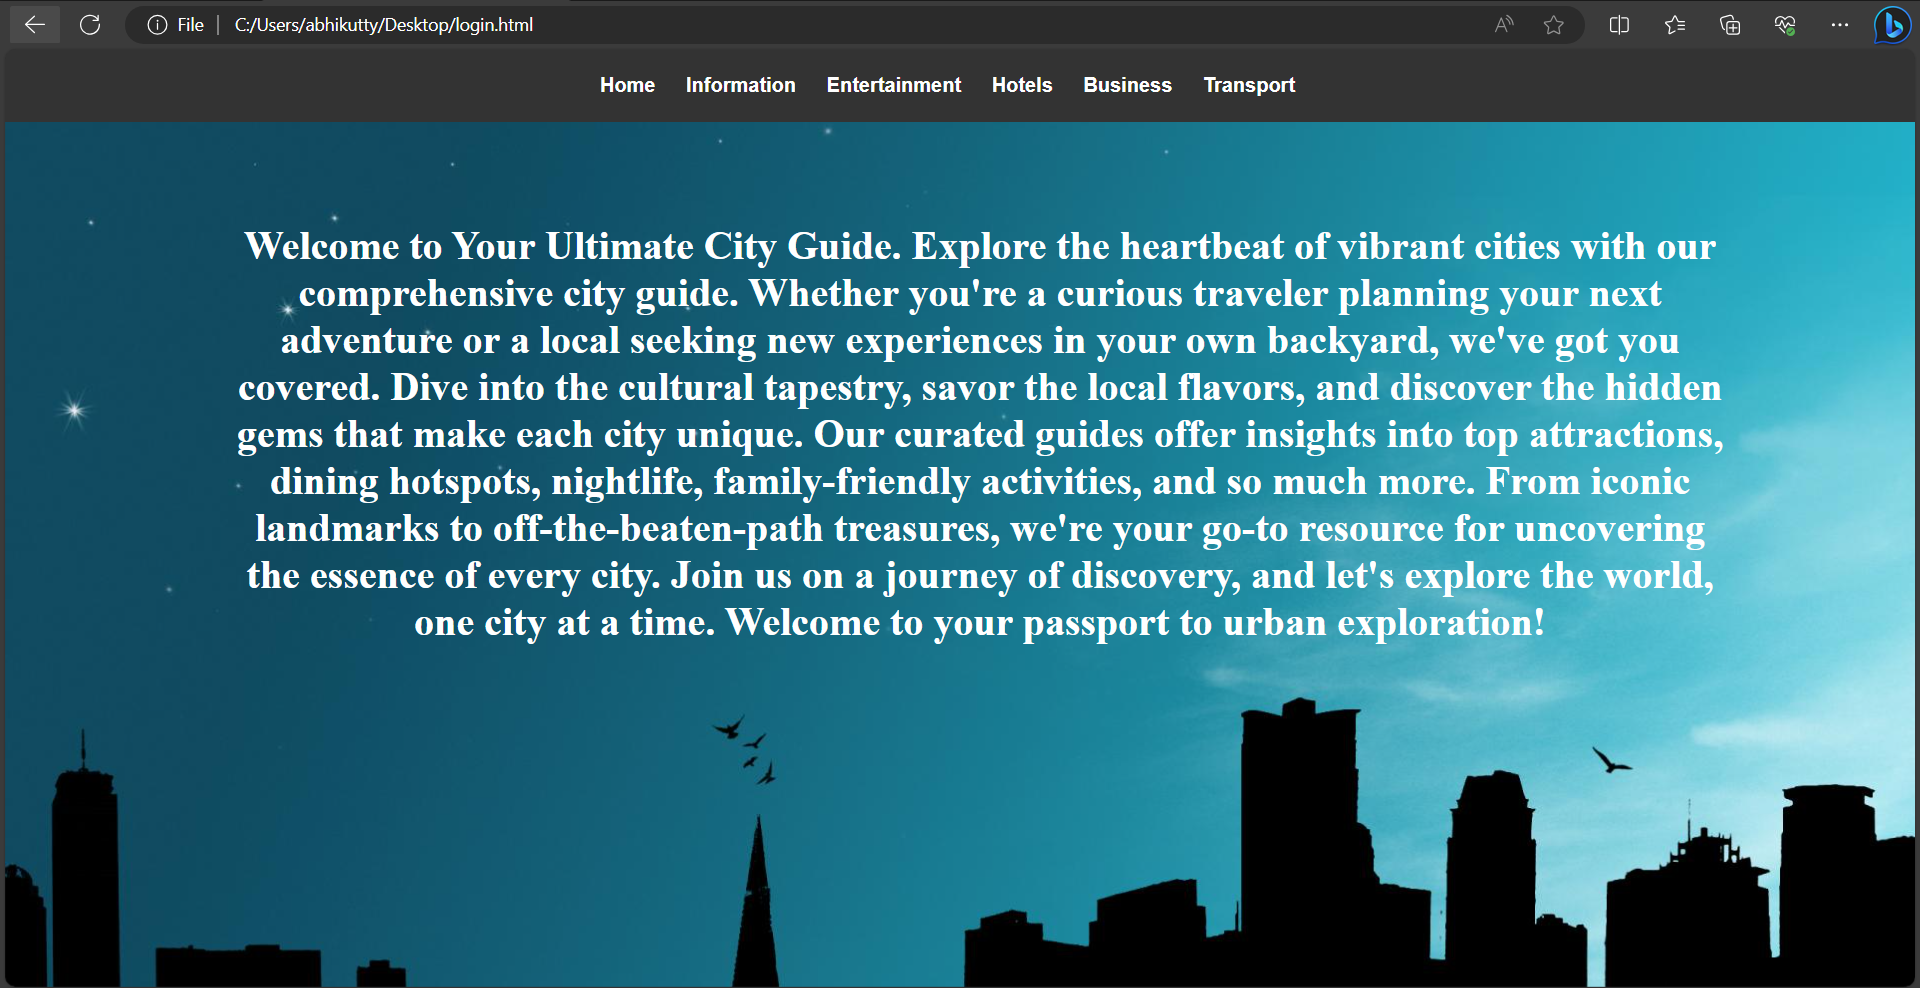 File | C:/Users/abhikutty/Desktop/login.html
Home Information Entertainment Hotels Business Transport
Welcome to Your Ultimate City Guide. Explore the heartbeat of vibrant cities with our
comprehensive city guide. Whether you're a curious traveler planning your next
adventure or a local seeking new experiences in your own backyard, we've got you
covered. Dive into the cultural tapestry, savor the local flavors, and discover the hidden
gems that make each city unique. Our curated guides offer insights into top attractions,
dining hotspots, nightlife, family-friendly activities, and so much more. From iconic
landmarks to off-the-beaten-path treasures, we're your go-to resource for uncovering
the essence of every city. Join us on a journey of discovery, and let's explore the world,
one city at a time. Welcome to your passport to urban exploration!